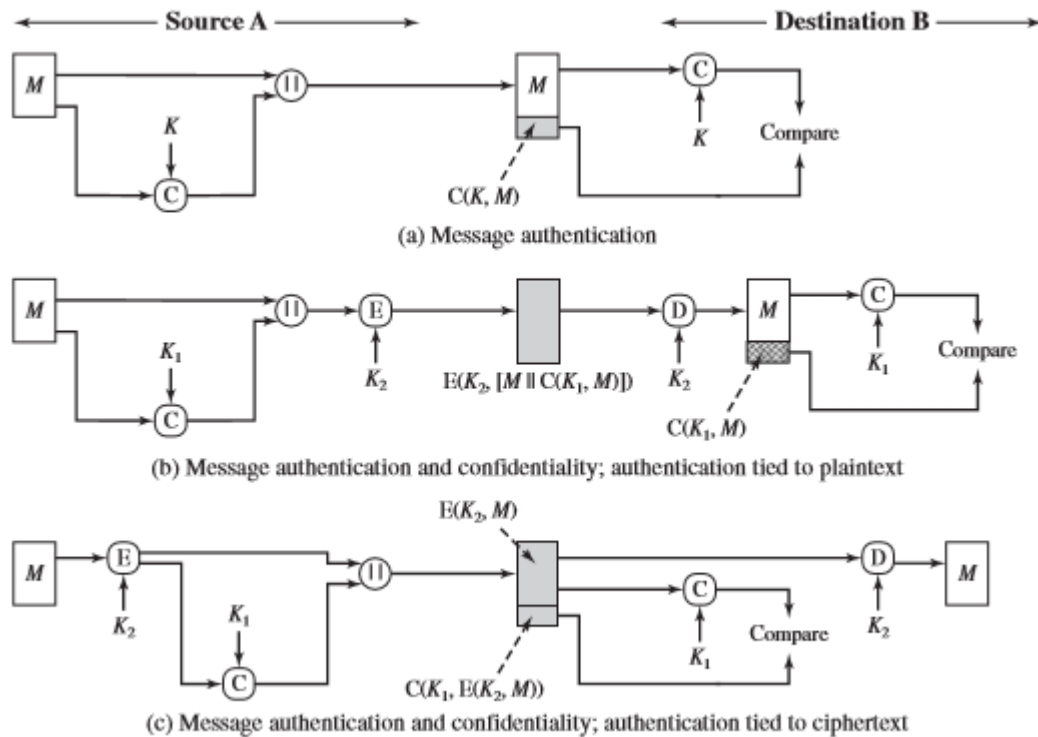 Source A
Destination B
M
||
M
C
K
K
Compare
C
C(K, M)
(a) Message authentication
M
||
E
D
M
C
K₁
K₂
E(K₂, [M || C(K₁, M)])
K₂
K₁
Compare
C
C(K₁, M)
(b) Message authentication and confidentiality; authentication tied to plaintext
E(K₂, M)
M
E
||
D
M
C
K₂
K₁
K₁
Compare
K₂
C
C(K₁, E(K₂, M))
(c) Message authentication and confidentiality; authentication tied to ciphertext